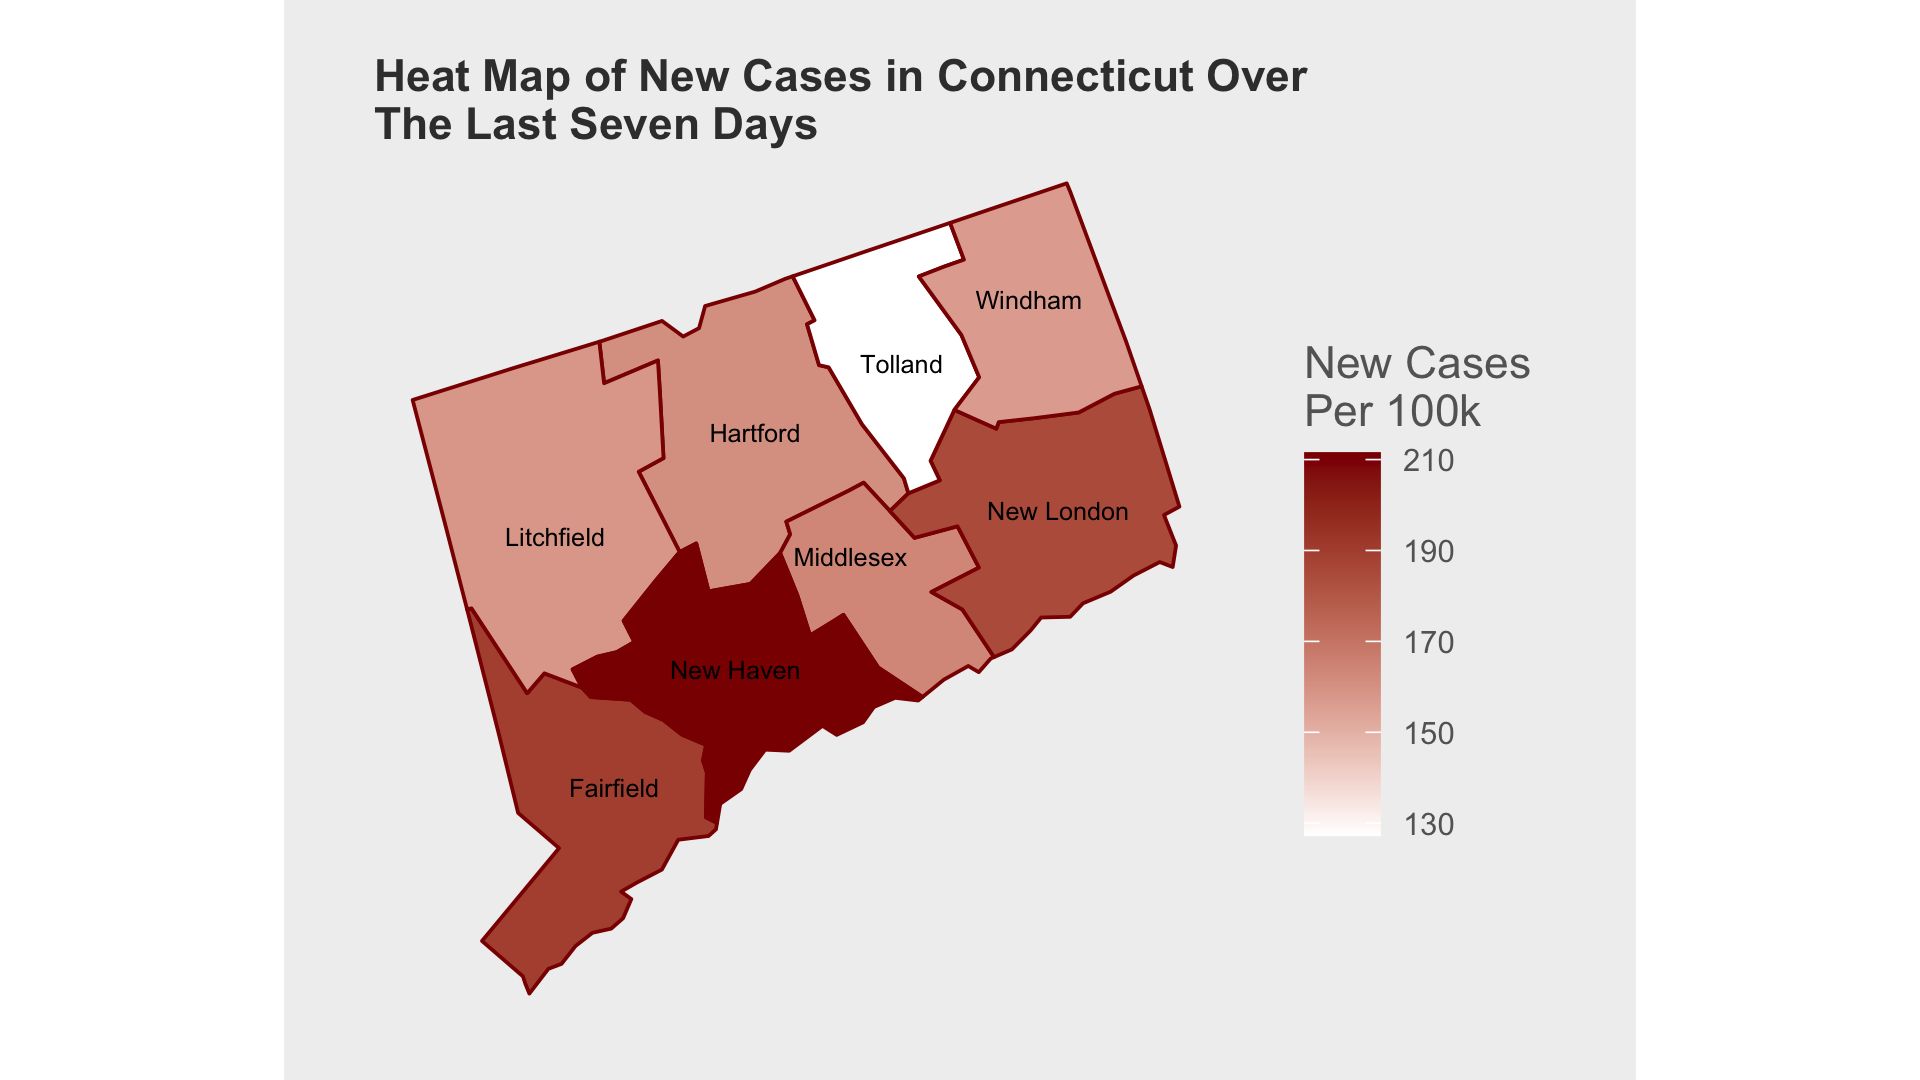 Heat Map of New Cases in Connecticut Over
The Last Seven Days
Windham
Tolland
Hartford
New London
Litchfield
Middlesex
New Haven
Fairfield
New Cases
Per 100k
210
190
170
150
130